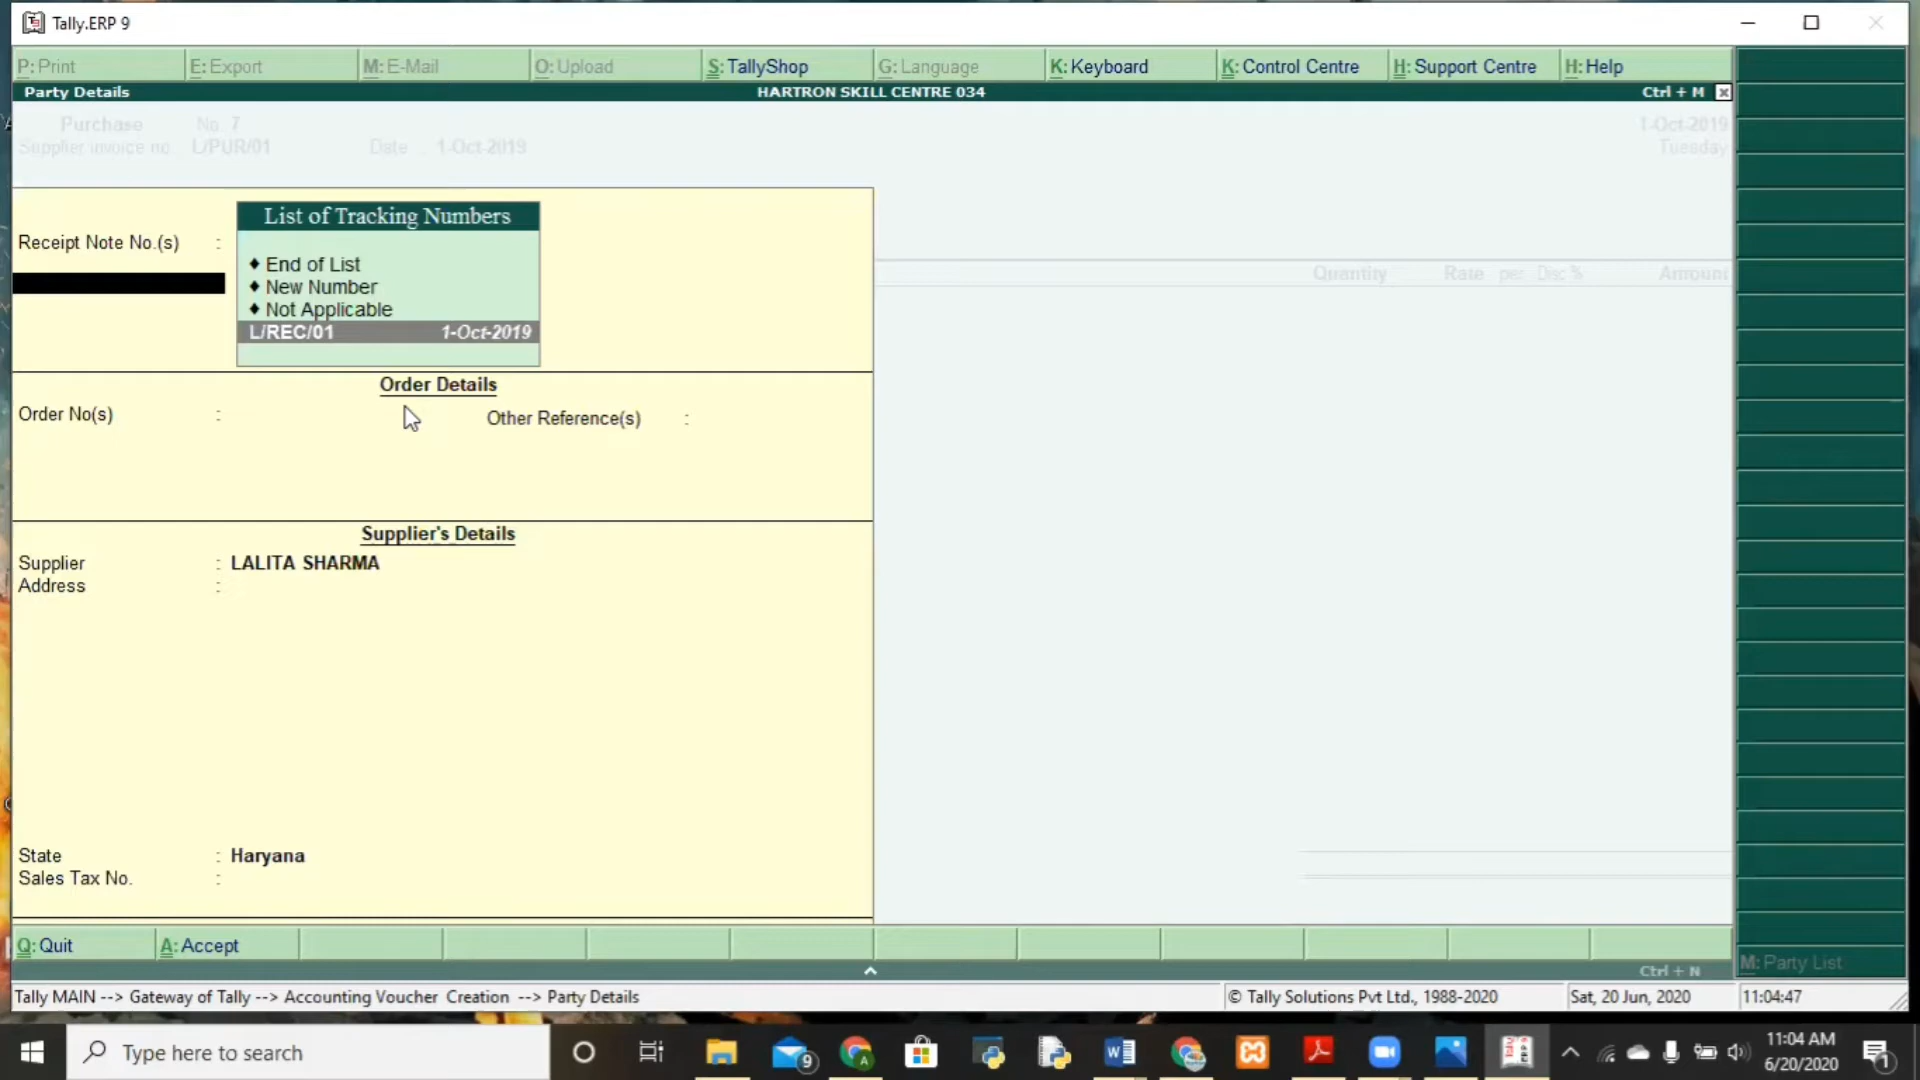 Tally.ERP 9
P: Print E: Export M: E-Mail O: Upload S: TallyShop G: Language K: Keyboard K: Control Centre H: Support Centre H: Help
Party Details HARTRON SKILL CENTRE 034 Ctrl + M
Purchase No. 7 1-Oct-2019
Supplier invoice no. L/PUR/01 Date 1-Oct-2019 Tuesday
List of Tracking Numbers
Receipt Note No.(s) :
♦ End of List
Quantity Rate per Disc % Amount
♦ New Number
♦ Not Applicable
L/REC/01 1-Oct-2019
Order Details
Order No(s) : Other Reference(s) :
Supplier's Details
Supplier : LALITA SHARMA
Address :
State : Haryana
Sales Tax No. :
Q: Quit A: Accept
M: Party List
Ctrl + N
Tally MAIN --> Gateway of Tally --> Accounting Voucher Creation --> Party Details © Tally Solutions Pvt Ltd., 1988-2020 Sat, 20 Jun, 2020 11:04:47
Type here to search 9 11:04 AM
6/20/2020 1